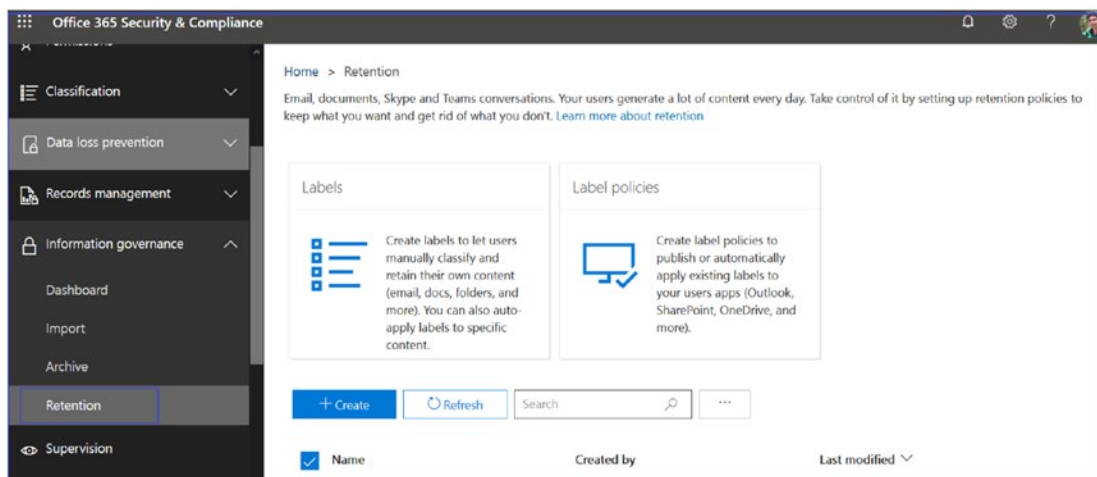 Office 365 Security & Compliance
?
Permissions
Classification
Data loss prevention
Records management
Information governance
Dashboard
Import
Archive
Retention
Supervision
Home > Retention
Email, documents, Skype and Teams conversations. Your users generate a lot of content every day. Take control of it by setting up retention policies to
keep what you want and get rid of what you don't. Learn more about retention
Labels
Create labels to let users
manually classify and
retain their own content
(email, docs, folders, and
more). You can also auto-
apply labels to specific
content.
Label policies
Create label policies to
publish or automatically
apply existing labels to
your users apps (Outlook,
SharePoint, OneDrive, and
more).
+ Create
Refresh
Search
...
Name
Created by
Last modified